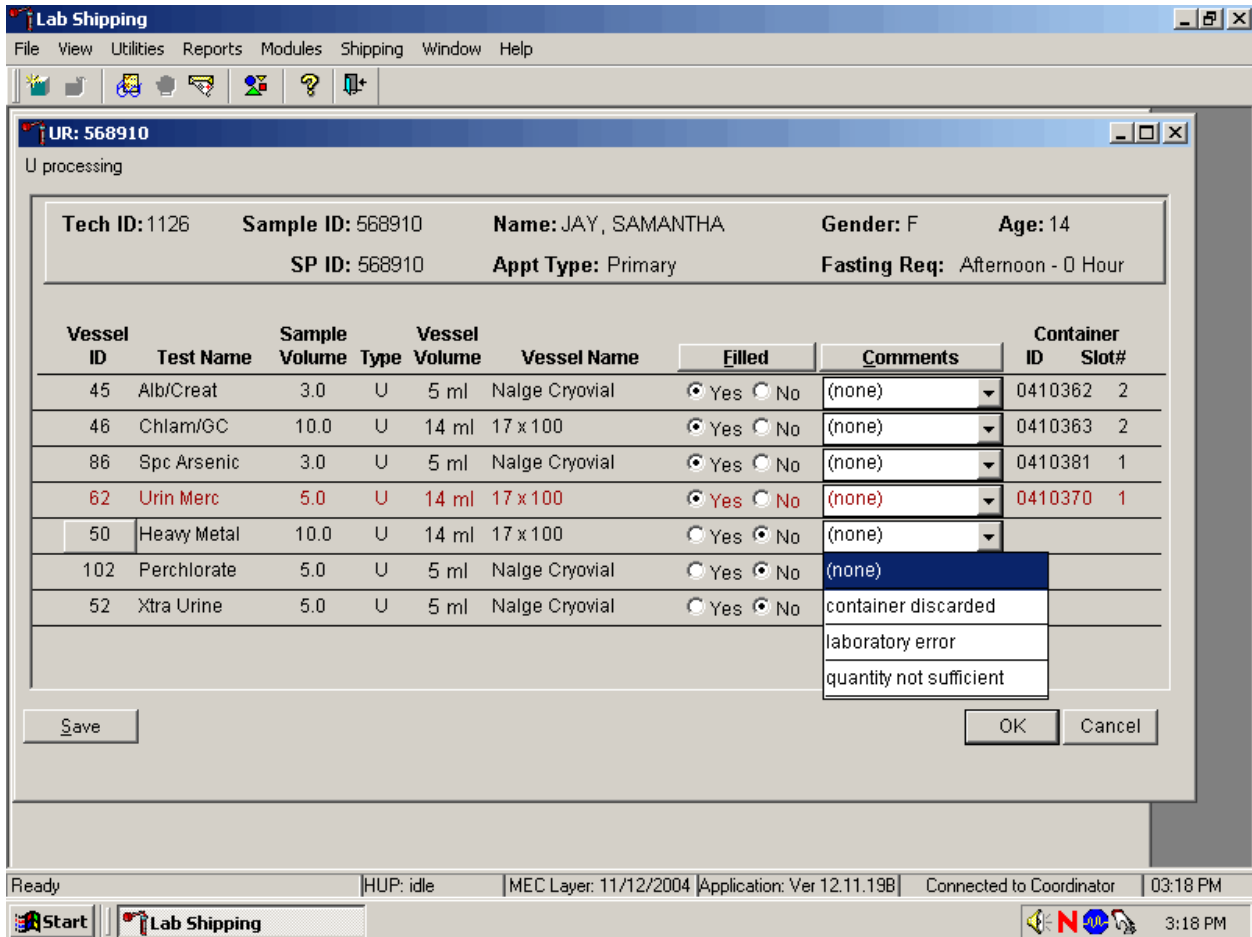 Lab Shipping
File View Utilities Reports Modules Shipping Window Help
UR: 568910
U processing
Tech ID: 1126 Sample ID: 568910 Name: JAY, SAMANTHA Gender: F Age: 14
SP ID: 568910 Appt Type: Primary Fasting Req: Afternoon - 0 Hour
Vessel Sample Vessel Container
ID Test Name Volume Type Volume Vessel Name Filled Comments ID Slot#
45 Alb/Creat 3.0 U 5 ml Nalge Cryovial Yes No (none) 0410362 2
46 Chlam/GC 10.0 U 14 ml 17 x 100 Yes No (none) 0410363 2
86 Spc Arsenic 3.0 U 5 ml Nalge Cryovial Yes No (none) 0410381 1
62 Urin Merc 5.0 U 14 ml 17 x 100 Yes No (none) 0410370 1
50 Heavy Metal 10.0 U 14 ml 17 x 100 Yes No (none)
102 Perchlorate 5.0 U 5 ml Nalge Cryovial Yes No (none)
52 Xtra Urine 5.0 U 5 ml Nalge Cryovial Yes No container discarded
laboratory error
quantity not sufficient
Save OK Cancel
Ready HUP: idle MEC Layer: 11/12/2004 Application: Ver 12.11.19B Connected to Coordinator 03:18 PM
Start Lab Shipping N 3:18 PM